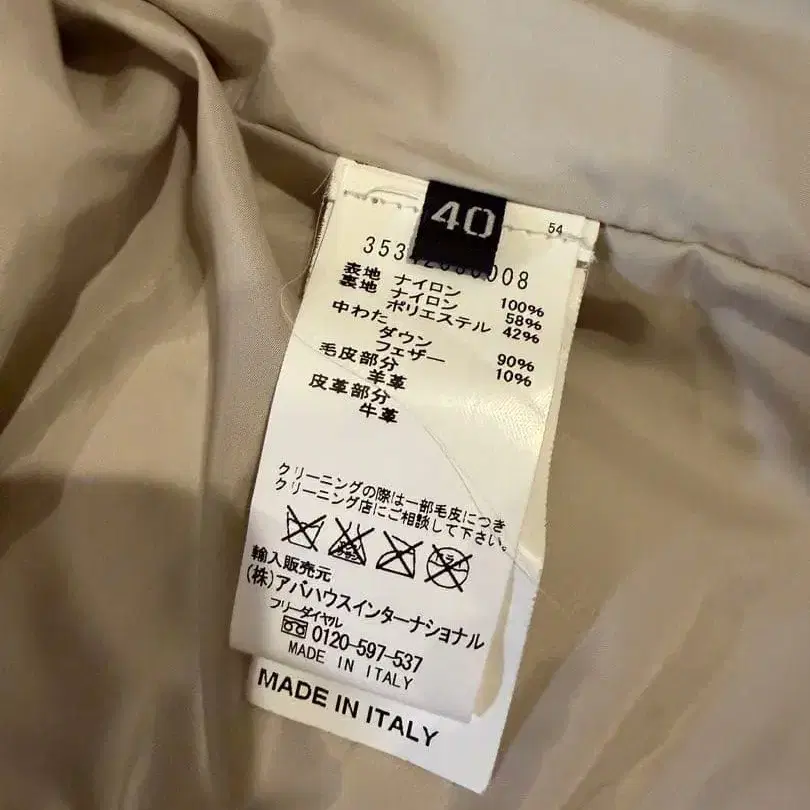 40
54
表地 ナイロン 100%
裏地 ナイロン 58%
ポリエステル 42%
中わた
ダウン 90%
フェザー 10%
毛皮部分
羊革
皮革部分
牛革
クリーニングの際は一部毛皮につき
クリーニング店にご相談して下さい。
輸入販売元
(株)アバハウスインターナショナル
フリーダイヤル
0120-597-537
MADE IN ITALY
MADE IN ITALY